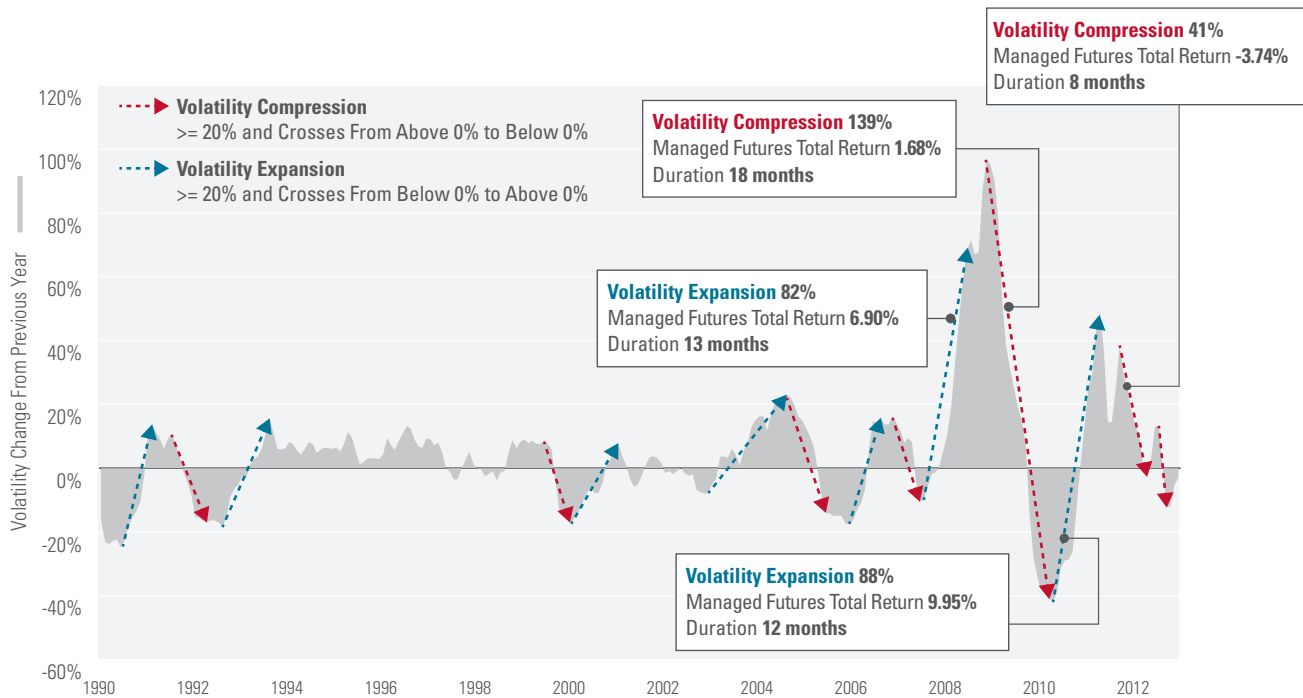 Volatility Compression 41%
Managed Futures Total Return -3.74%
Duration 8 months
Volatility Compression
>= 20% and Crosses From Above 0% to Below 0%
Volatility Expansion
>= 20% and Crosses From Below 0% to Above 0%
Volatility Compression 139%
Managed Futures Total Return 1.68%
Duration 18 months
Volatility Expansion 82%
Managed Futures Total Return 6.90%
Duration 13 months
Volatility Expansion 88%
Managed Futures Total Return 9.95%
Duration 12 months
Volatility Change From Previous Year
120%
100%
80%
60%
40%
20%
0%
-20%
-40%
-60%
1990 1992 1994 1996 1998 2000 2002 2004 2006 2008 2010 2012